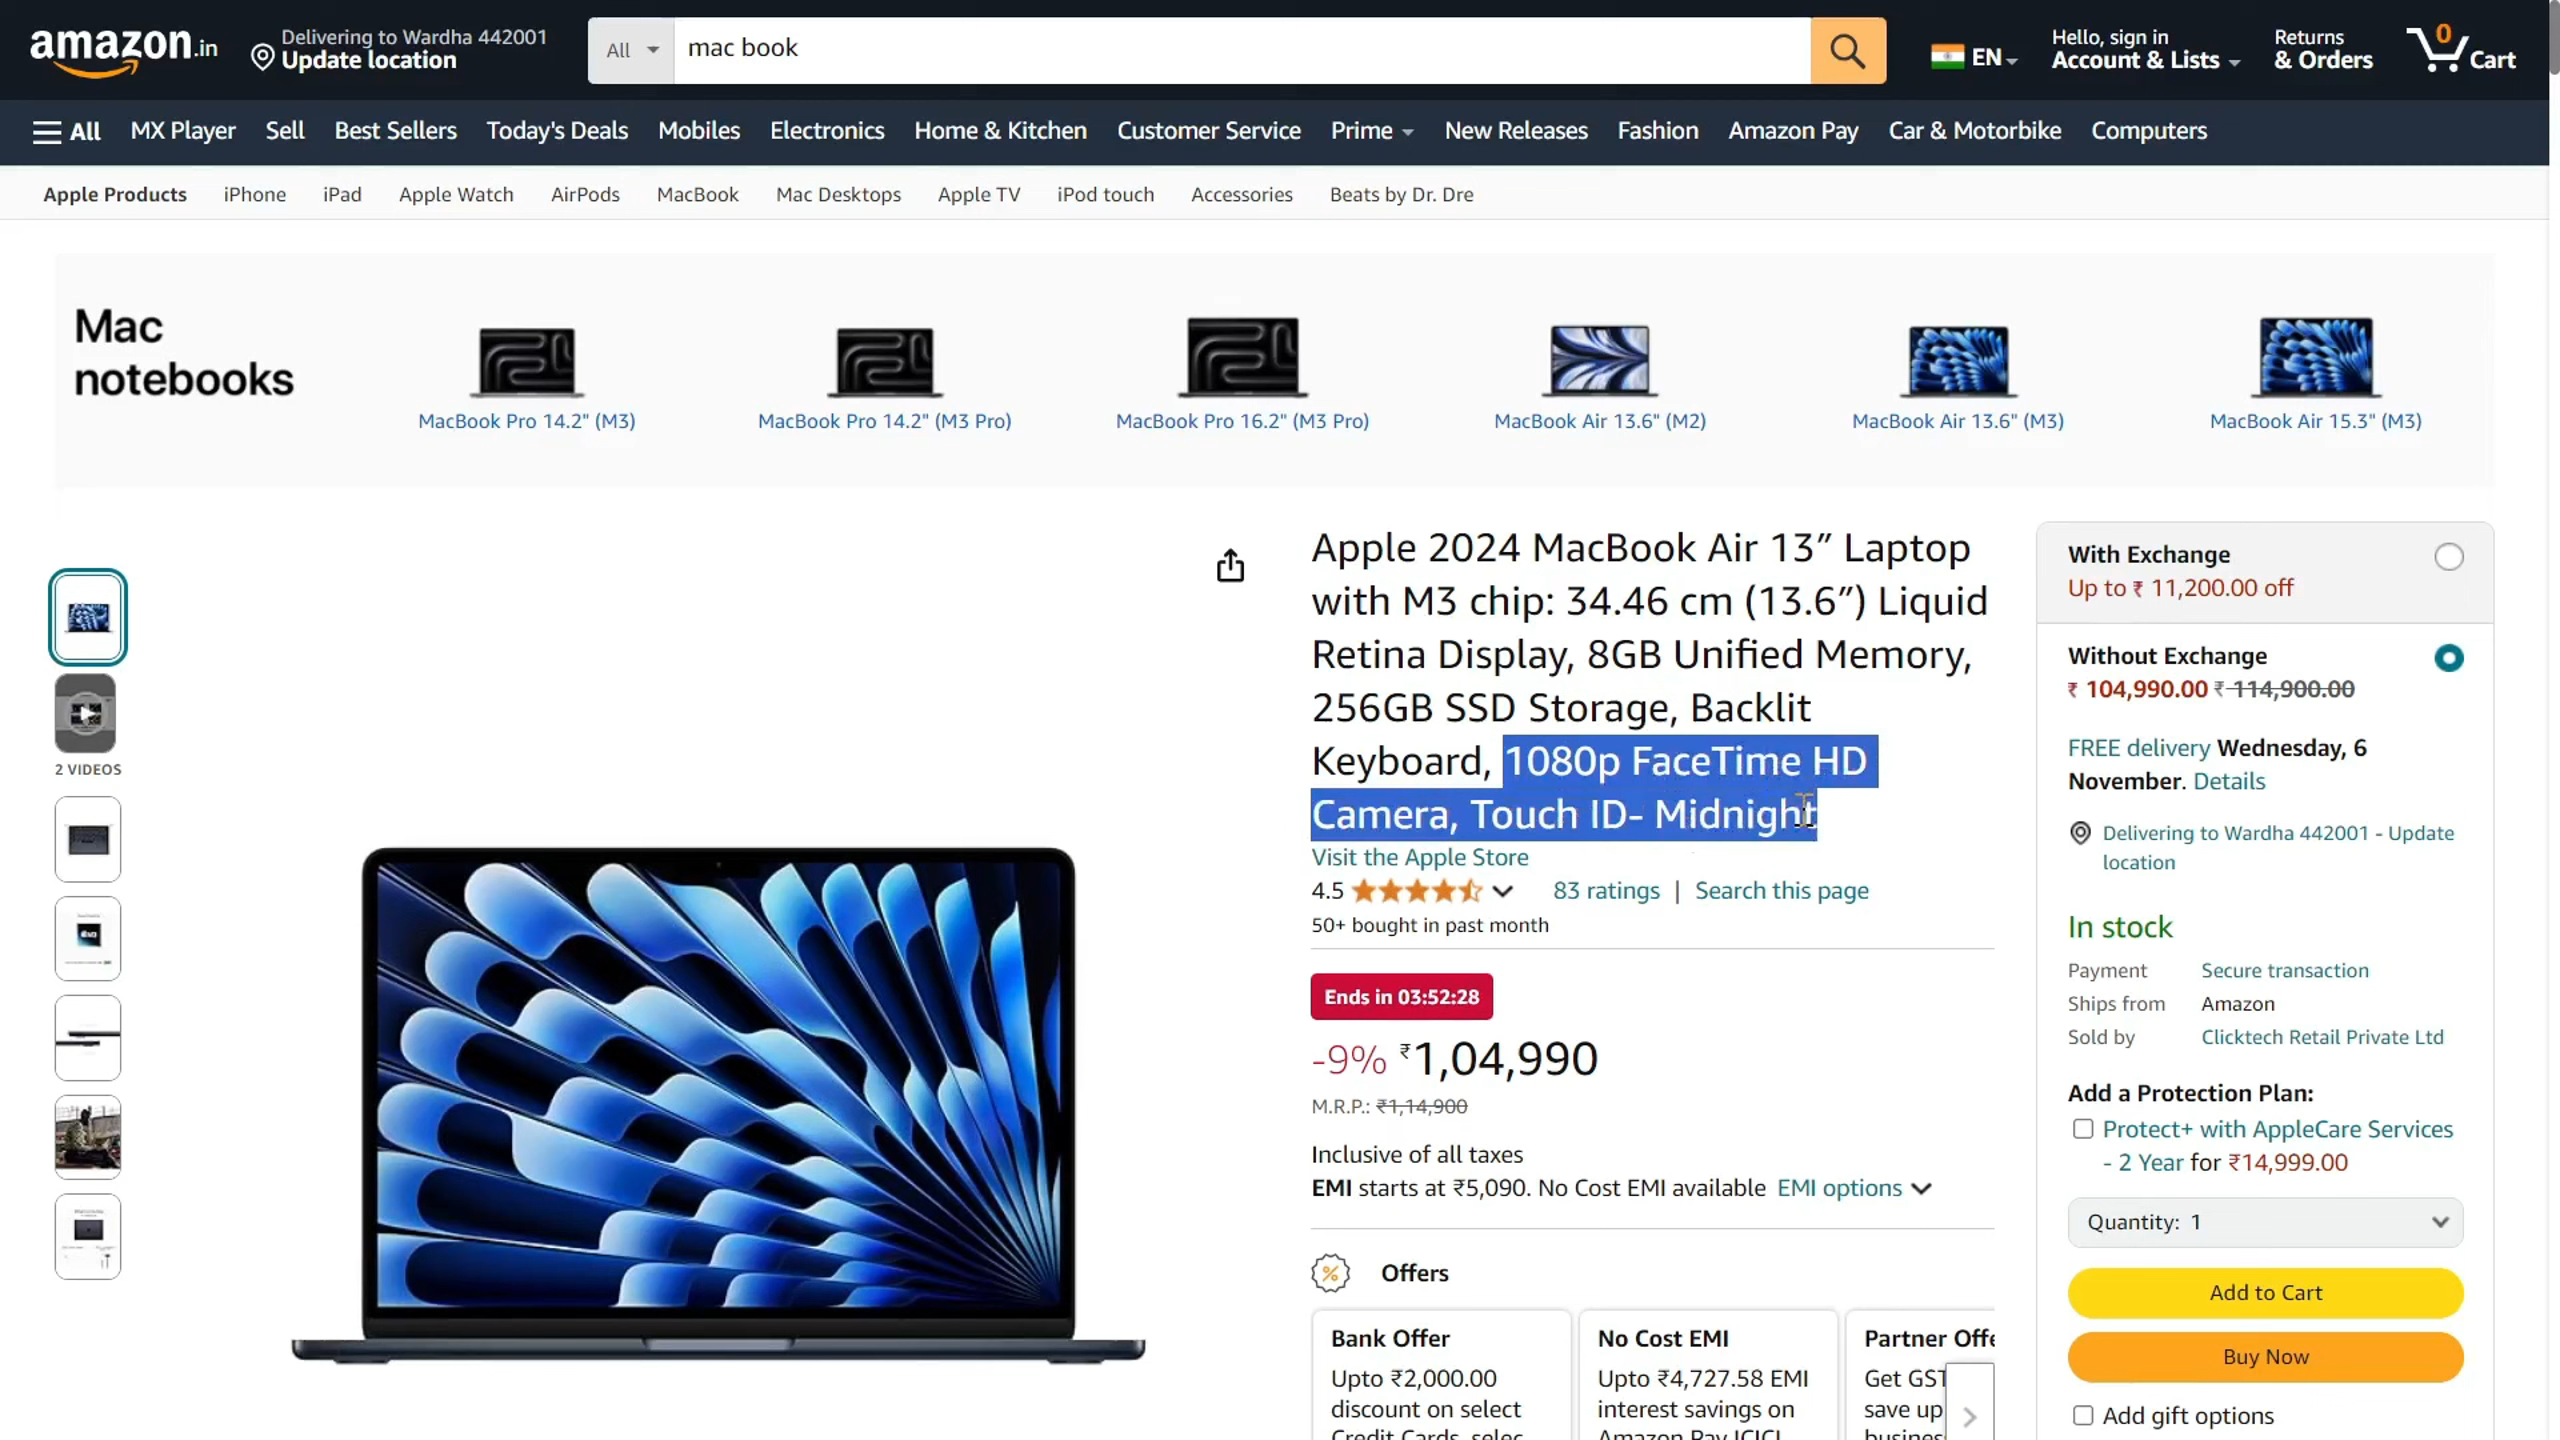 amazon.in
Delivering to Wardha 442001
Update location
All
mac book
EN
Hello, sign in
Account & Lists
Returns
& Orders
0
Cart
All
MX Player
Sell
Best Sellers
Today's Deals
Mobiles
Electronics
Home & Kitchen
Customer Service
Prime
New Releases
Fashion
Amazon Pay
Car & Motorbike
Computers
Apple Products
iPhone
iPad
Apple Watch
AirPods
MacBook
Mac Desktops
Apple TV
iPod touch
Accessories
Beats by Dr. Dre
Mac
notebooks
MacBook Pro 14.2" (M3)
MacBook Pro 14.2" (M3 Pro)
MacBook Pro 16.2" (M3 Pro)
MacBook Air 13.6" (M2)
MacBook Air 13.6" (M3)
MacBook Air 15.3" (M3)
2 VIDEOS
Apple 2024 MacBook Air 13″ Laptop
with M3 chip: 34.46 cm (13.6″) Liquid
Retina Display, 8GB Unified Memory,
256GB SSD Storage, Backlit
Keyboard, 1080p FaceTime HD
Camera, Touch ID- Midnight
Visit the Apple Store
4.5
83 ratings | Search this page
50+ bought in past month
Ends in 03:52:28
-9% ₹1,04,990
M.R.P.: ₹1,14,900
Inclusive of all taxes
EMI starts at ₹5,090. No Cost EMI available EMI options
Offers
Bank Offer
Upto ₹2,000.00
discount on select
Credit Cards, selec
No Cost EMI
Upto ₹4,727.58 EMI
interest savings on
Amazon Pay ICICI
Partner Offe
Get GST
save up
busines
With Exchange
Up to ₹ 11,200.00 off
Without Exchange
₹ 104,990.00 ₹ 114,900.00
FREE delivery Wednesday, 6
November. Details
Delivering to Wardha 442001 - Update
location
In stock
Payment Secure transaction
Ships from Amazon
Sold by Clicktech Retail Private Ltd
Add a Protection Plan:
Protect+ with AppleCare Services
- 2 Year for ₹14,999.00
Quantity: 1
Add to Cart
Buy Now
Add gift options